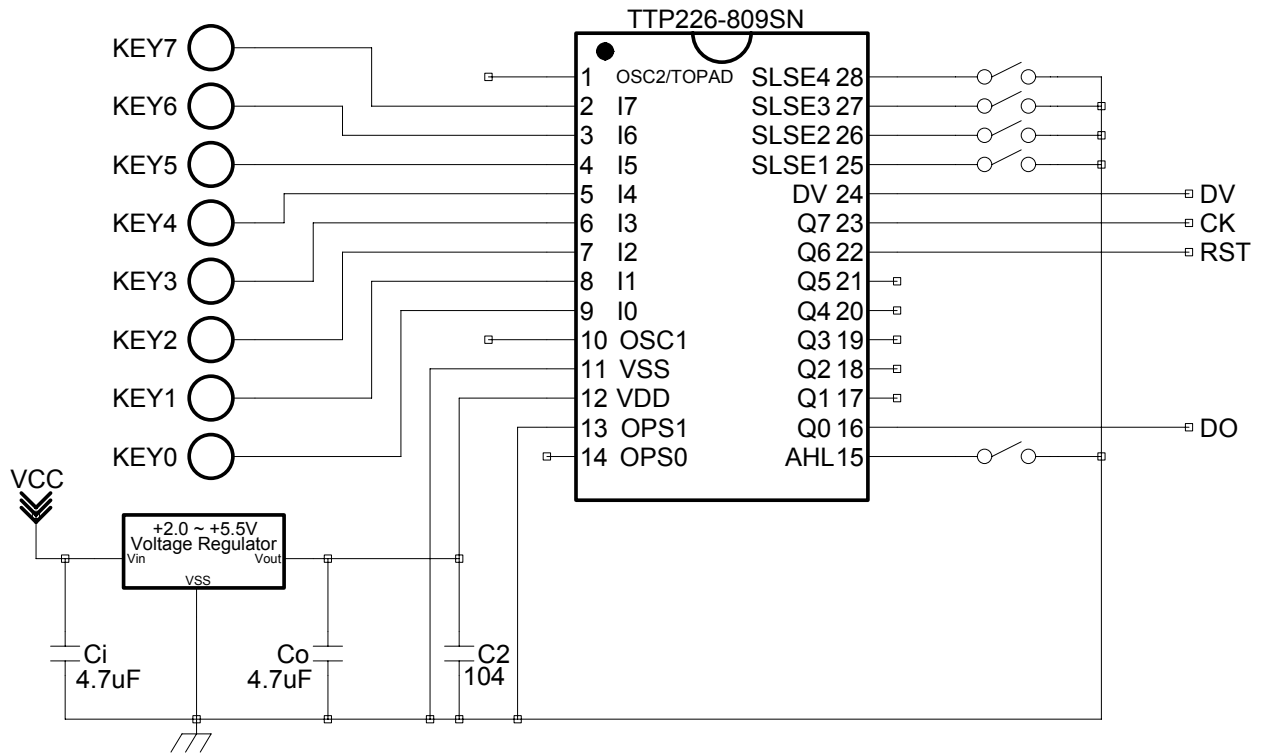 TTP226-809SN
KEY7
KEY6
KEY5
KEY4
KEY3
KEY2
KEY1
KEY0
1 OSC2/TOPAD SLSE4 28
2 I7 SLSE3 27
3 I6 SLSE2 26
4 I5 SLSE1 25
5 I4 DV 24 DV
6 I3 Q7 23 CK
7 I2 Q6 22 RST
8 I1 Q5 21
9 I0 Q4 20
10 OSC1 Q3 19
11 VSS Q2 18
12 VDD Q1 17
13 OPS1 Q0 16 DO
14 OPS0 AHL 15
VCC
+2.0 ~ +5.5V
Voltage Regulator
Vin Vout
VSS
Ci
4.7uF
Co
4.7uF
C2
104